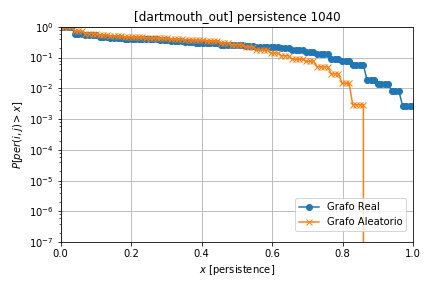 [dartmouth_out] persistence 1040
P[per(i, j) > x]
10^0
10^-1
10^-2
10^-3
10^-4
10^-5
10^-6
10^-7
Grafo Real
Grafo Aleatorio
0.0 0.2 0.4 0.6 0.8 1.0
x [persistence]